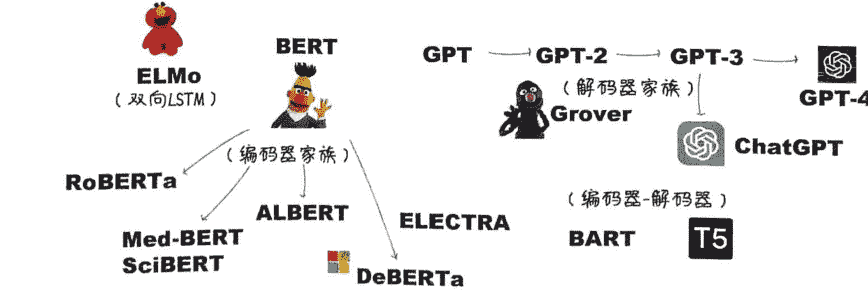 BERT
ELMo
(双向LSTM)
GPT
GPT-2
GPT-3
GPT-4
(解码器家族)
Grover
ChatGPT
(编码器家族)
RoBERTa
Med-BERT
SciBERT
ALBERT
ELECTRA
DeBERTa
(编码器-解码器)
BART
T5